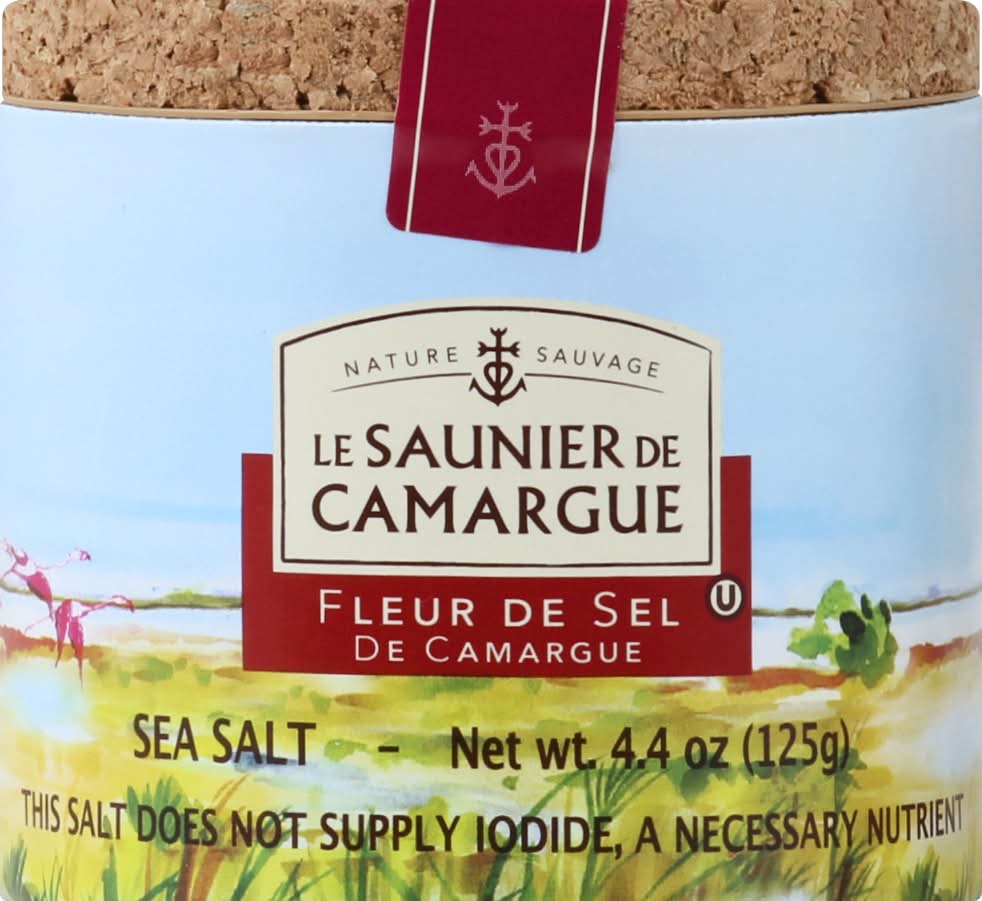 NATURE SAUVAGE
LE SAUNIER DE
CAMARGUE
FLEUR DE SEL
U
DE CAMARGUE
SEA SALT - Net wt. 4.4 oz (125g)
THIS SALT DOES NOT SUPPLY IODIDE, A NECESSARY NUTRIENT